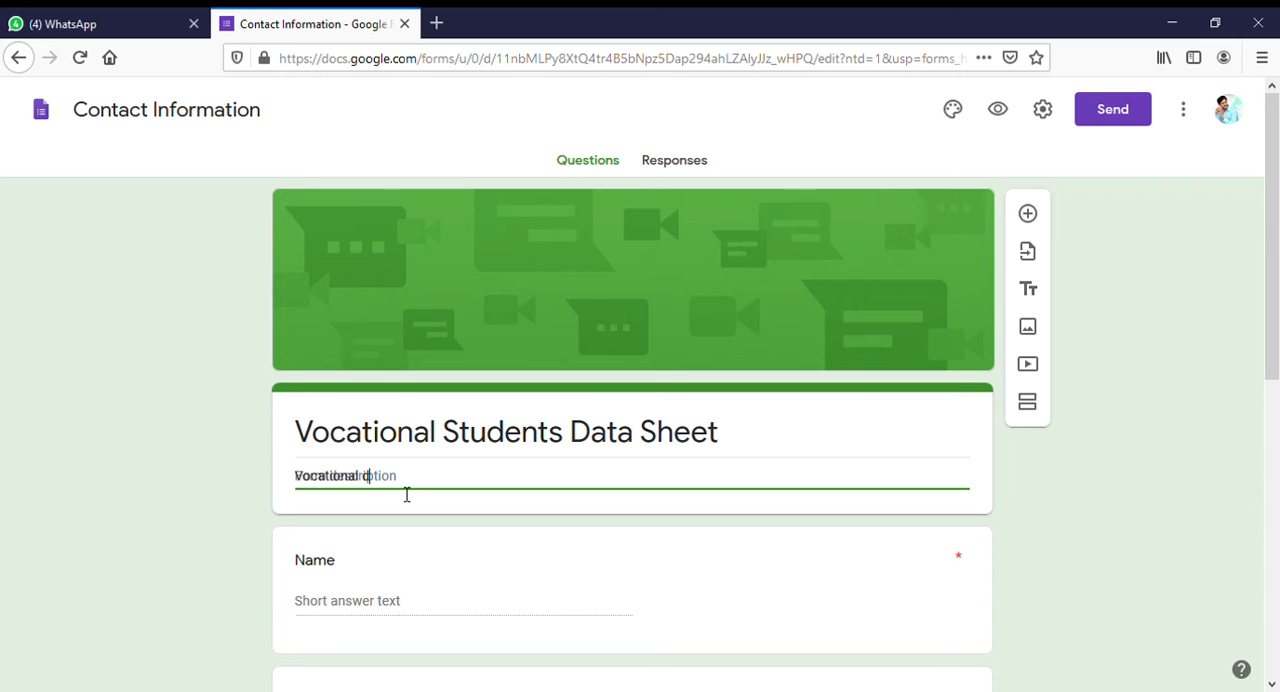 (4) WhatsApp
Contact Information - Google F
https://docs.google.com/forms/u/0/d/11nbMLPy8XtQ4tr4B5bNpz5Dap294ahLZAlyJJz_wHPQ/edit?ntd=1&usp=forms_h
Contact Information
Send
Questions Responses
Vocational Students Data Sheet
Vocational d
Name *
Short answer text